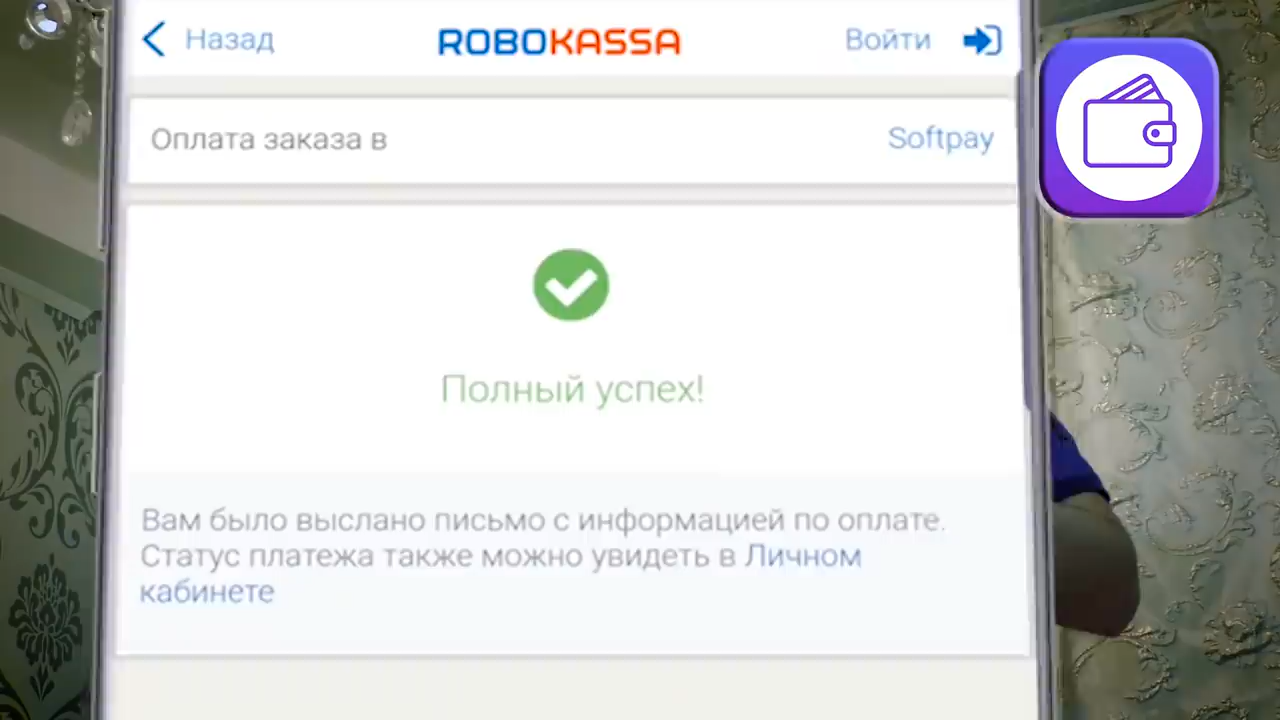 Назад
ROBOKASSA
Войти
Оплата заказа в
Softpay
Полный успех!
Вам было выслано письмо с информацией по оплате.
Статус платежа также можно увидеть в Личном
кабинете